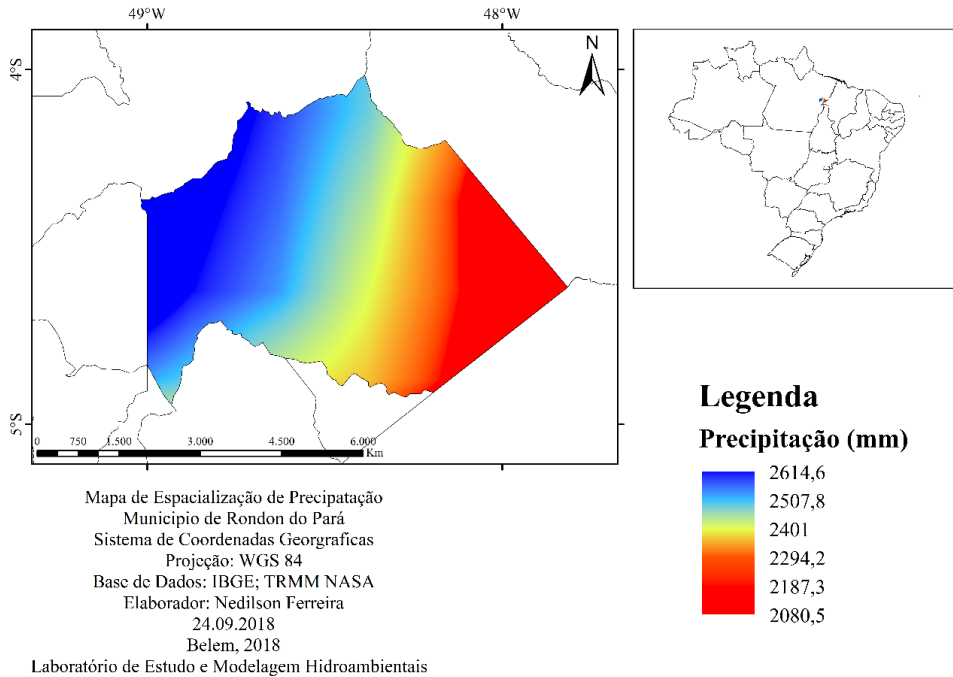 49°W
48°W
4°S
5°S
N
0 750 1.500 3.000 4.500 6.000
Km
Mapa de Espacialização de Precipatação
Municipio de Rondon do Pará
Sistema de Coordenadas Georgraficas
Projeção: WGS 84
Base de Dados: IBGE; TRMM NASA
Elaborador: Nedilson Ferreira
24.09.2018
Belem, 2018
Laboratório de Estudo e Modelagem Hidroambientais
Legenda
Precipitação (mm)
2614,6
2507,8
2401
2294,2
2187,3
2080,5